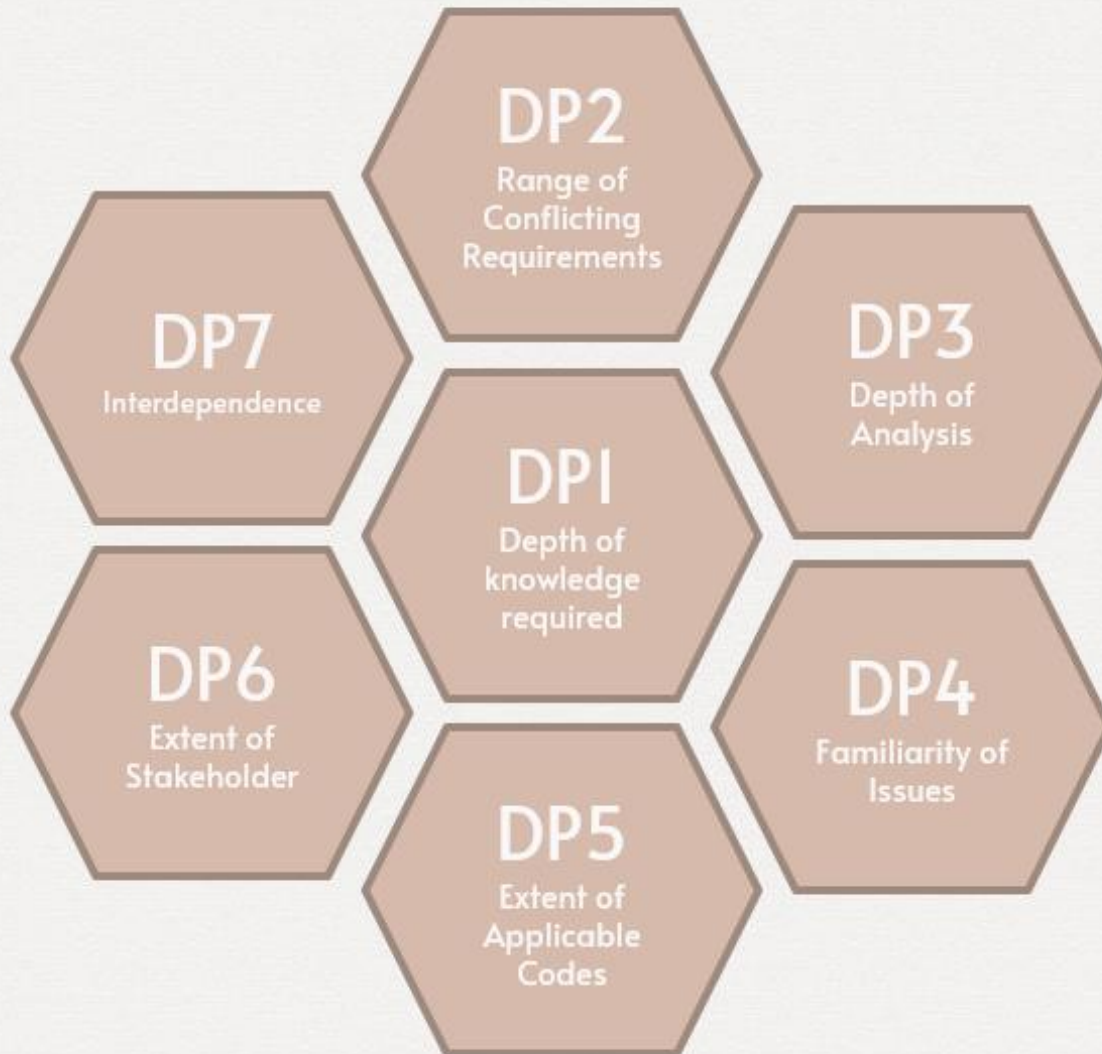 DP2
Range of
Conflicting
Requirements
DP7
Interdependence
DP3
Depth of
Analysis
DP1
Depth of
knowledge
required
DP6
Extent of
Stakeholder
DP4
Familiarity of
Issues
DP5
Extent of
Applicable
Codes